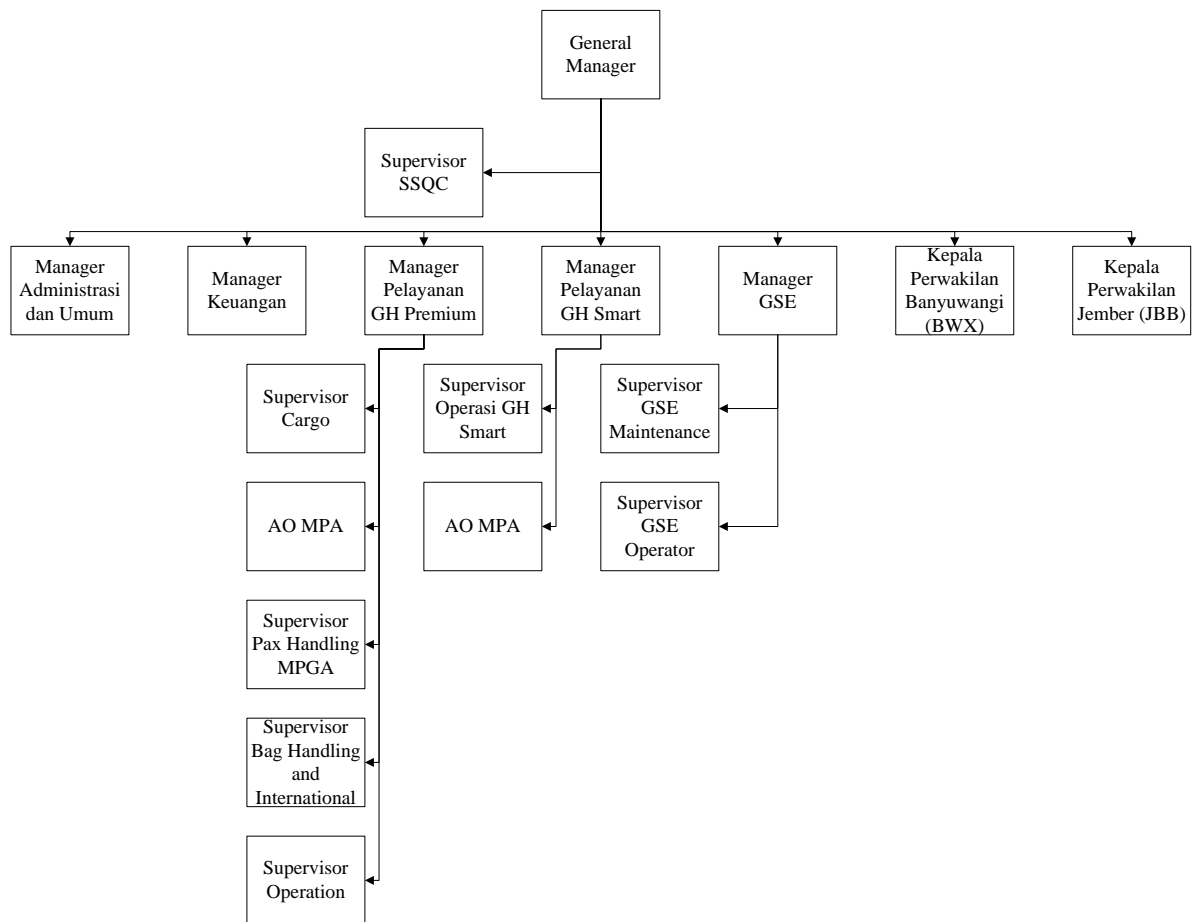 General
Manager
Supervisor
SSQC
Manager
Administrasi
dan Umum
Manager
Keuangan
Manager
Pelayanan
GH Premium
Manager
Pelayanan
GH Smart
Manager
GSE
Kepala
Perwakilan
Banyuwangi
(BWX)
Kepala
Perwakilan
Jember (JBB)
Supervisor
Cargo
Supervisor
Operasi GH
Smart
Supervisor
GSE
Maintenance
AO MPA
AO MPA
Supervisor
GSE
Operator
Supervisor
Pax Handling
MPGA
Supervisor
Bag Handling
and
International
Supervisor
Operation